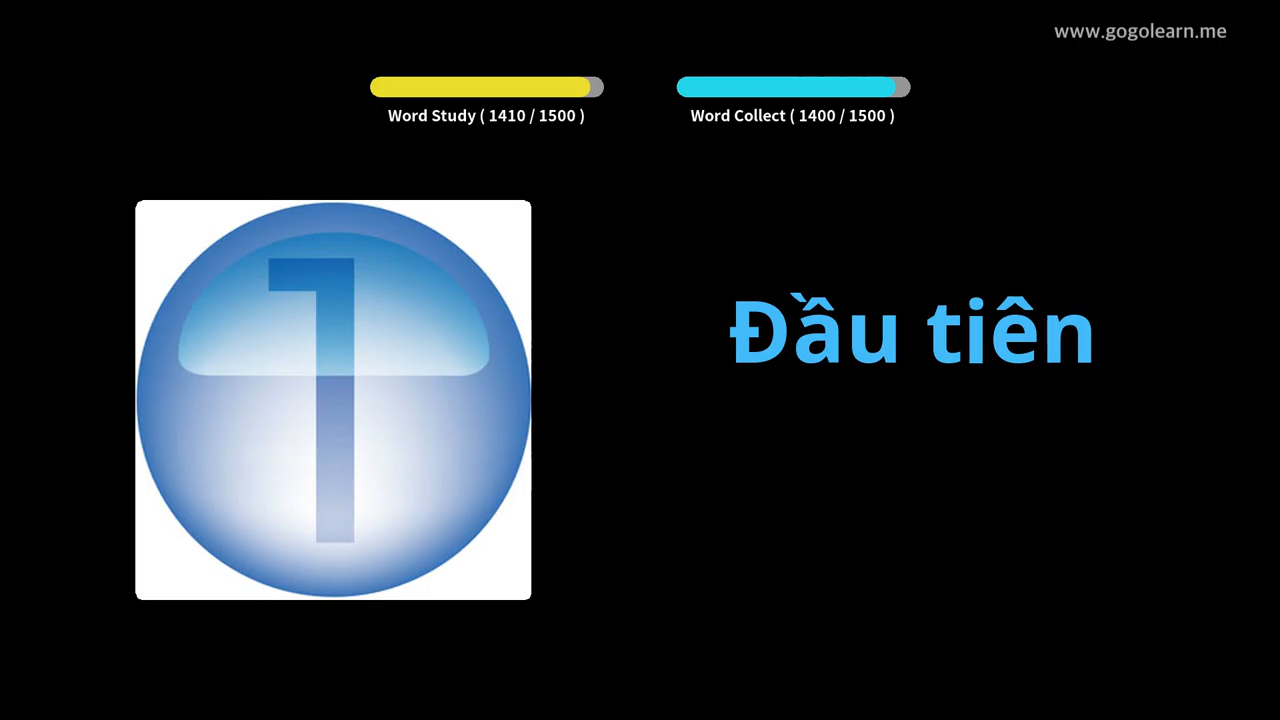 www.gogolearn.me
Word Study ( 1410 / 1500 )
Word Collect ( 1400 / 1500 )
1
Đầu tiên